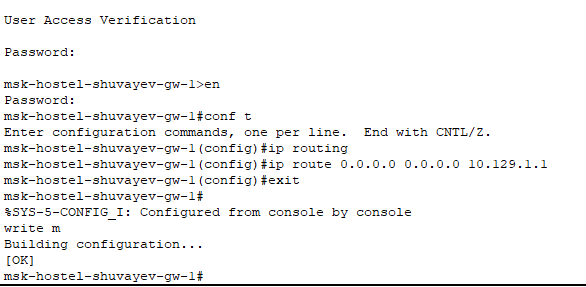 User Access Verification
Password:
msk-hostel-shuvayev-gw-1>en
Password:
msk-hostel-shuvayev-gw-1#conf t
Enter configuration commands, one per line.  End with CNTL/Z.
msk-hostel-shuvayev-gw-1(config)#ip routing
msk-hostel-shuvayev-gw-1(config)#ip route 0.0.0.0 0.0.0.0 10.129.1.1
msk-hostel-shuvayev-gw-1(config)#exit
msk-hostel-shuvayev-gw-1#
%SYS-5-CONFIG_I: Configured from console by console
write m
Building configuration...
[OK]
msk-hostel-shuvayev-gw-1#